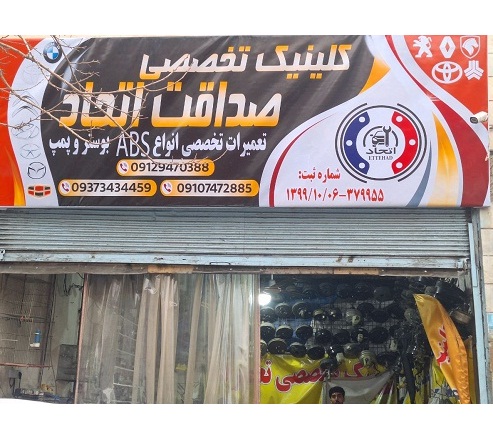 کلینیک تخصصی
صداقت اتحاد
تعمیرات تخصصی انواع ABS بوستر و پمپ
09129470388
09373434459 09107472885
اتحاد
ETTEHAD
شماره ثبت:
۱۳۹۹/۱۰/۰۶-۳۷۹۹۵۵